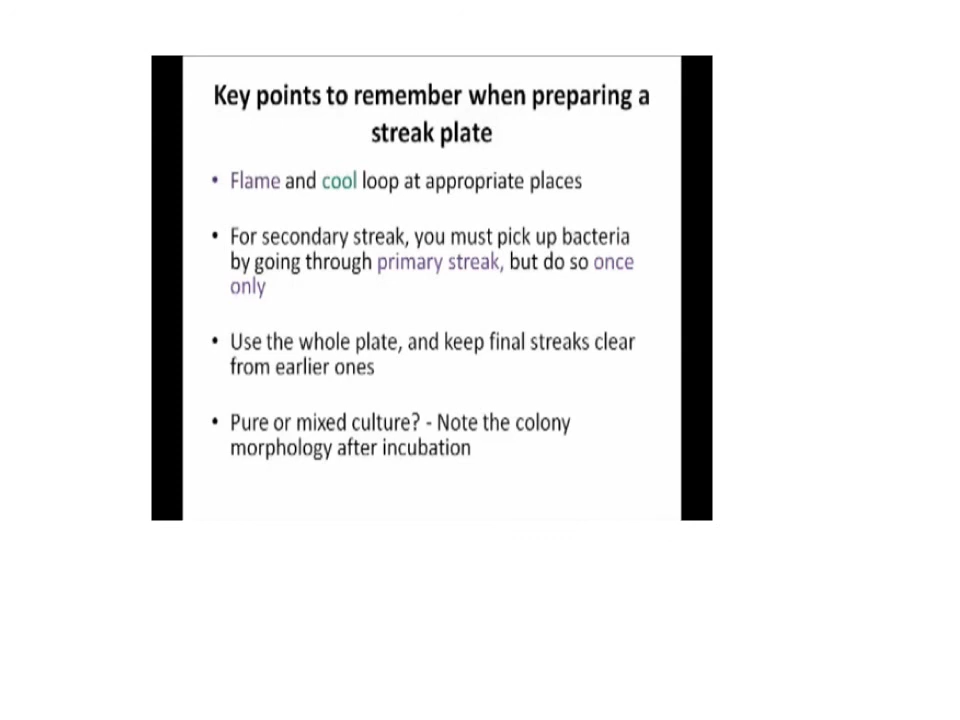 Key points to remember when preparing a
streak plate
• Flame and cool loop at appropriate places
• For secondary streak, you must pick up bacteria
by going through primary streak, but do so once
only
• Use the whole plate, and keep final streaks clear
from earlier ones
• Pure or mixed culture? - Note the colony
morphology after incubation